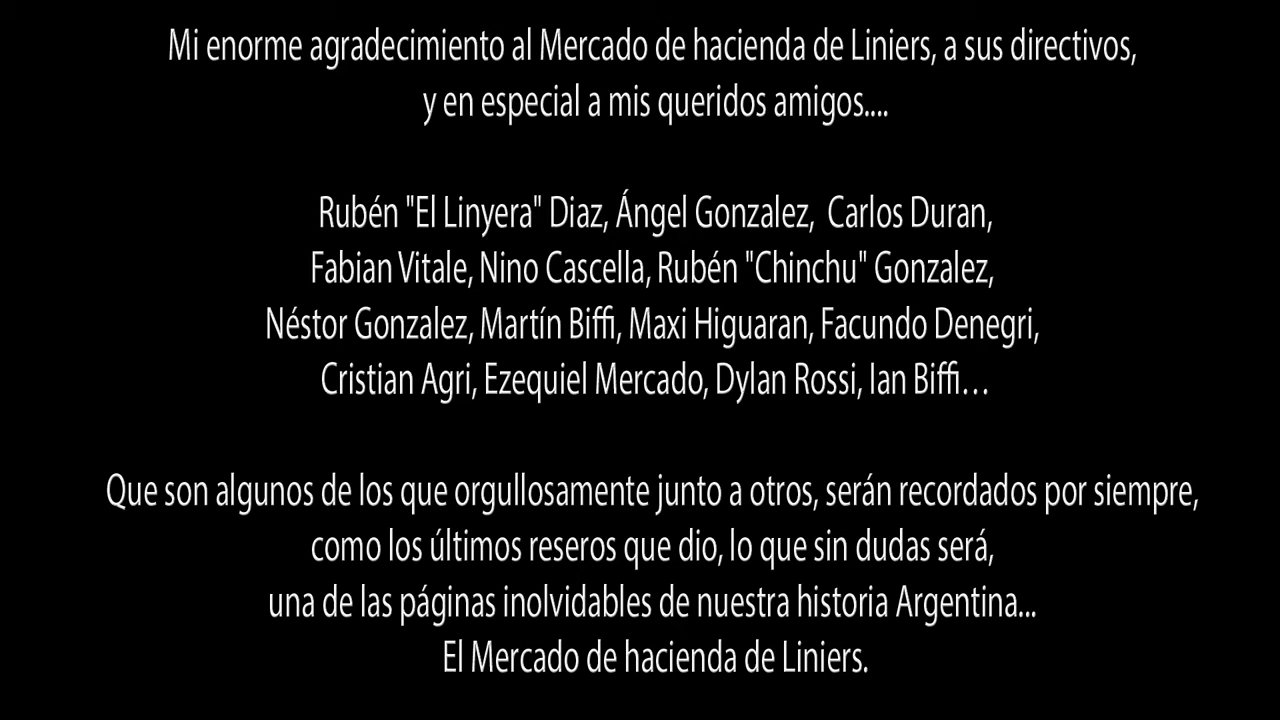 Mi enorme agradecimiento al Mercado de hacienda de Liniers, a sus directivos,
y en especial a mis queridos amigos....
Rubén "El Linyera" Diaz, Ángel Gonzalez, Carlos Duran,
Fabian Vitale, Nino Cascella, Rubén "Chinchu" Gonzalez,
Néstor Gonzalez, Martín Biffi, Maxi Higuaran, Facundo Denegri,
Cristian Agri, Ezequiel Mercado, Dylan Rossi, Ian Biffi…
Que son algunos de los que orgullosamente junto a otros, serán recordados por siempre,
como los últimos reseros que dio, lo que sin dudas será,
una de las páginas inolvidables de nuestra historia Argentina...
El Mercado de hacienda de Liniers.